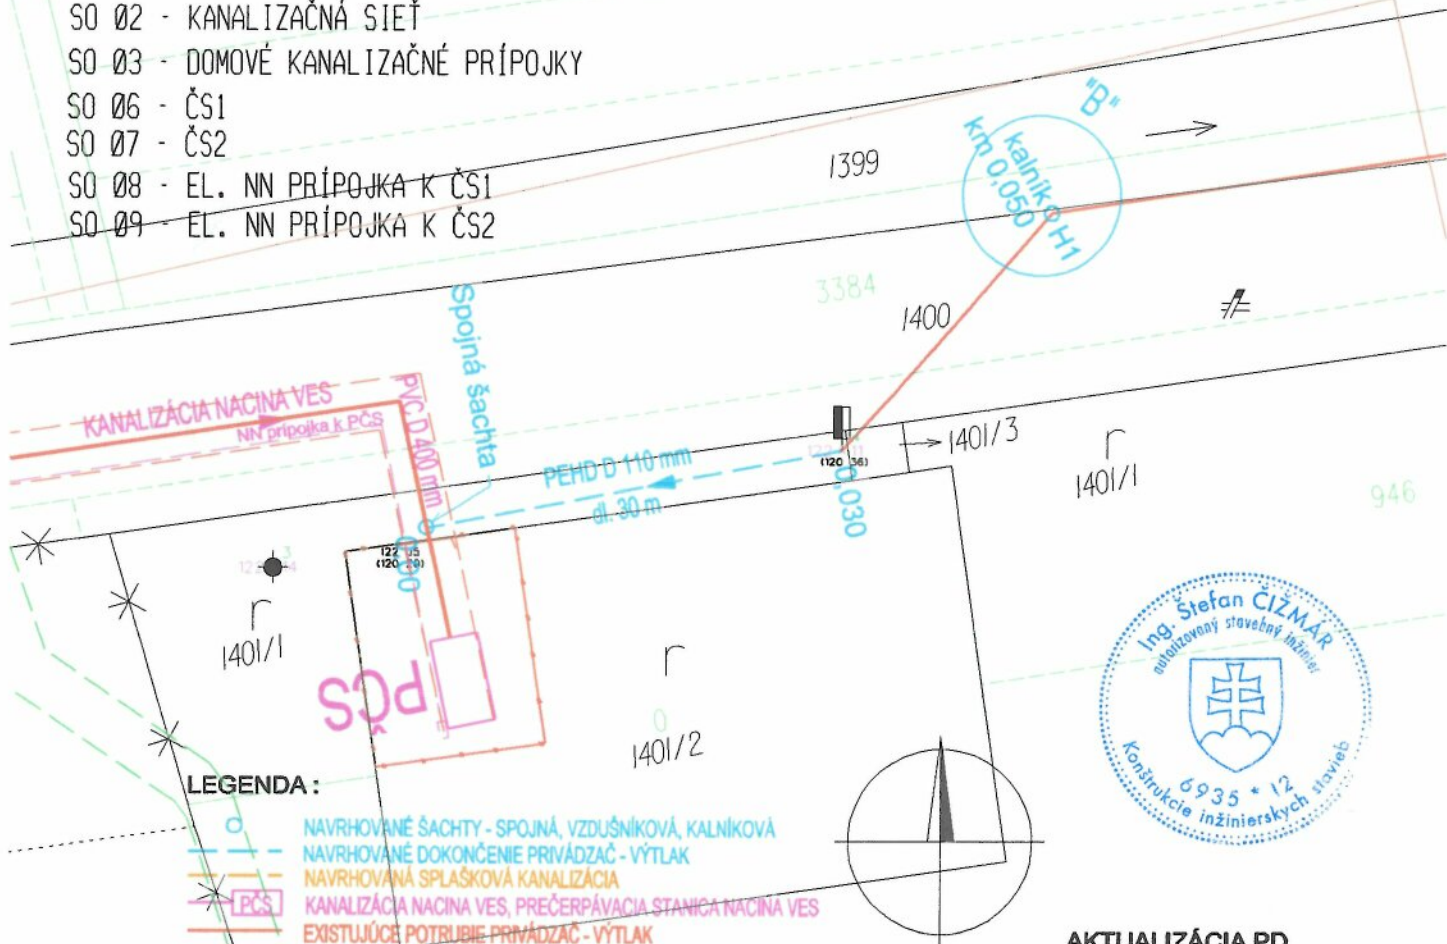 SO 02 - KANALIZAČNÁ SIEŤ
SO 03 - DOMOVÉ KANALIZAČNÉ PRÍPOJKY
SO 06 - ČS1
SO 07 - ČS2
SO 08 - EL. NN PRÍPOJKA K ČS1
SO 09 - EL. NN PRÍPOJKA K ČS2
"B"
kalník H1
km 0,050
1399
3384
1400
Spojná šachta
KANALIZÁCIA NACINA VES
NN prípojka k PČS
PVC D 400 mm
PEHD D 110 mm
dl. 30 m
0,030
1401/3
r
1401/1
946
r
1401/1
PČS
r
0
1401/2
Ing. Štefan ČIŽMÁR
autorizovaný stavebný inžinier
6935 * 12
Konštrukcie inžinierskych stavieb
LEGENDA :
NAVRHOVANÉ ŠACHTY - SPOJNÁ, VZDUŠNÍKOVÁ, KALNÍKOVÁ
NAVRHOVANÉ DOKONČENIE PRIVÁDZAČ - VÝTLAK
NAVRHOVANÁ SPLAŠKOVÁ KANALIZÁCIA
PČS KANALIZÁCIA NACINA VES, PREČERPÁVACIA STANICA NACINA VES
EXISTUJÚCE POTRUBIE PRIVÁDZAČ - VÝTLAK
AKTUALIZÁCIA PD